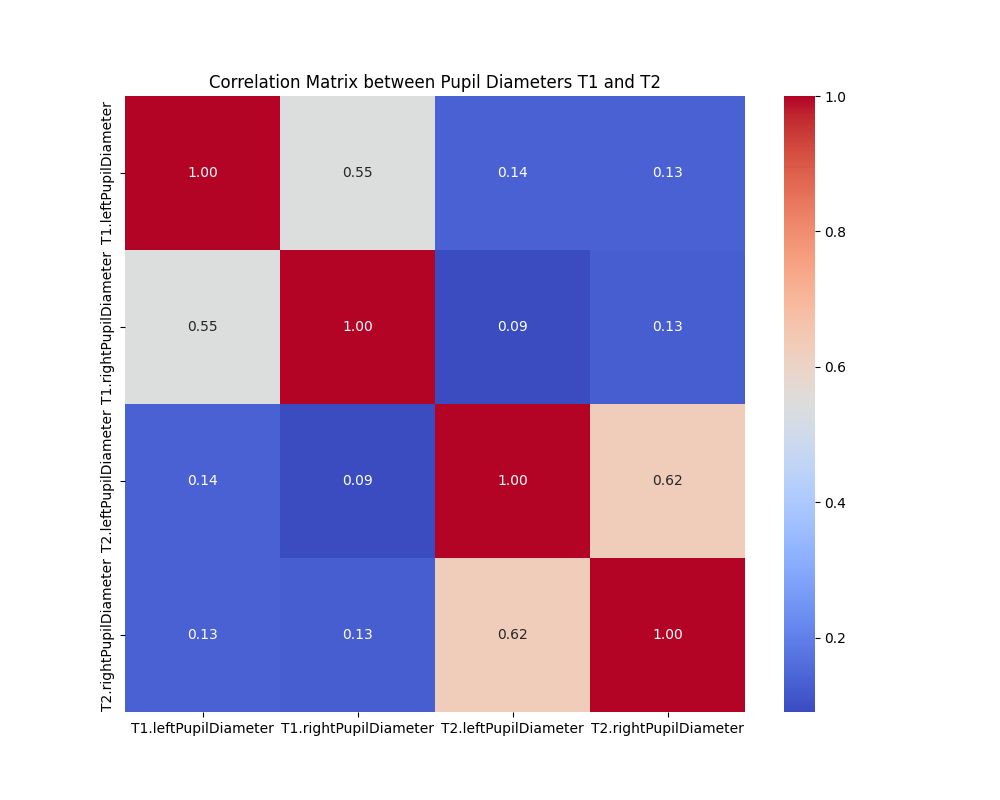 Correlation Matrix between Pupil Diameters T1 and T2
T1.leftPupilDiameter
1.00 0.55 0.14 0.13
T1.rightPupilDiameter
0.55 1.00 0.09 0.13
T2.leftPupilDiameter
0.14 0.09 1.00 0.62
T2.rightPupilDiameter
0.13 0.13 0.62 1.00
T1.leftPupilDiameter T1.rightPupilDiameter T2.leftPupilDiameter T2.rightPupilDiameter
1.0
0.8
0.6
0.4
0.2